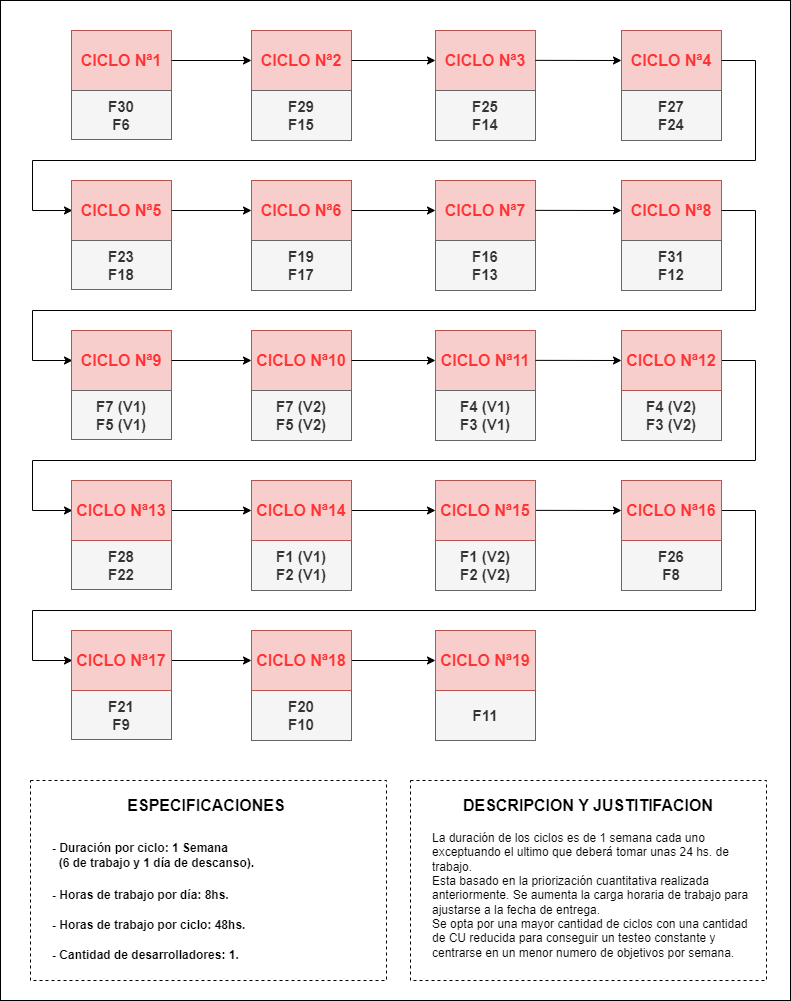 CICLO Nª1
F30
F6
CICLO Nª2
F29
F15
CICLO Nª3
F25
F14
CICLO Nª4
F27
F24
CICLO Nª5
F23
F18
CICLO Nª6
F19
F17
CICLO Nª7
F16
F13
CICLO Nª8
F31
F12
CICLO Nª9
F7 (V1)
F5 (V1)
CICLO Nª10
F7 (V2)
F5 (V2)
CICLO Nª11
F4 (V1)
F3 (V1)
CICLO Nª12
F4 (V2)
F3 (V2)
CICLO Nª13
F28
F22
CICLO Nª14
F1 (V1)
F2 (V1)
CICLO Nª15
F1 (V2)
F2 (V2)
CICLO Nª16
F26
F8
CICLO Nª17
F21
F9
CICLO Nª18
F20
F10
CICLO Nª19
F11
ESPECIFICACIONES
- Duración por ciclo: 1 Semana
(6 de trabajo y 1 día de descanso).
- Horas de trabajo por día: 8hs.
- Horas de trabajo por ciclo: 48hs.
- Cantidad de desarrolladores: 1.
DESCRIPCION Y JUSTITIFACION
La duración de los ciclos es de 1 semana cada uno
exceptuando el ultimo que deberá tomar unas 24 hs. de
trabajo.
Esta basado en la priorización cuantitativa realizada
anteriormente. Se aumenta la carga horaria de trabajo para
ajustarse a la fecha de entrega.
Se opta por una mayor cantidad de ciclos con una cantidad
de CU reducida para conseguir un testeo constante y
centrarse en un menor numero de objetivos por semana.